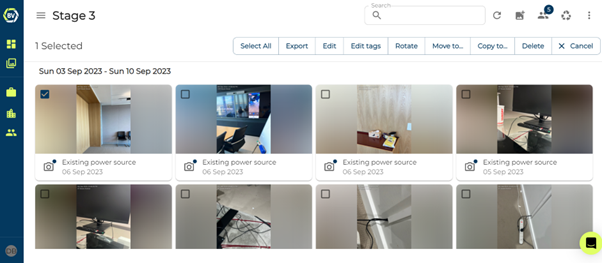 BV
Stage 3
Search
5
1 Selected
Select All
Export
Edit
Edit tags
Rotate
Move to...
Copy to...
Delete
Cancel
Sun 03 Sep 2023 - Sun 10 Sep 2023
Existing power source
06 Sep 2023
Existing power source
06 Sep 2023
Existing power source
06 Sep 2023
Existing power source
05 Sep 2023